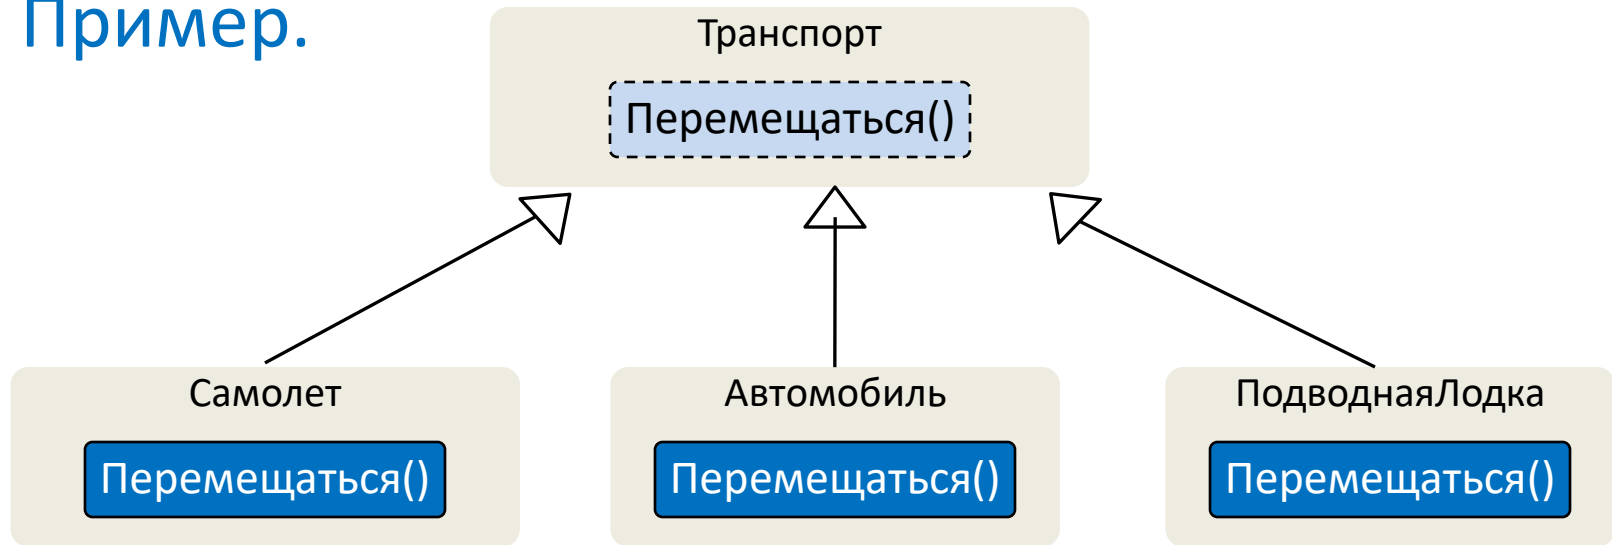 Пример.
Транспорт
Перемещаться()
Самолет
Автомобиль
ПодводнаяЛодка
Перемещаться()
Перемещаться()
Перемещаться()